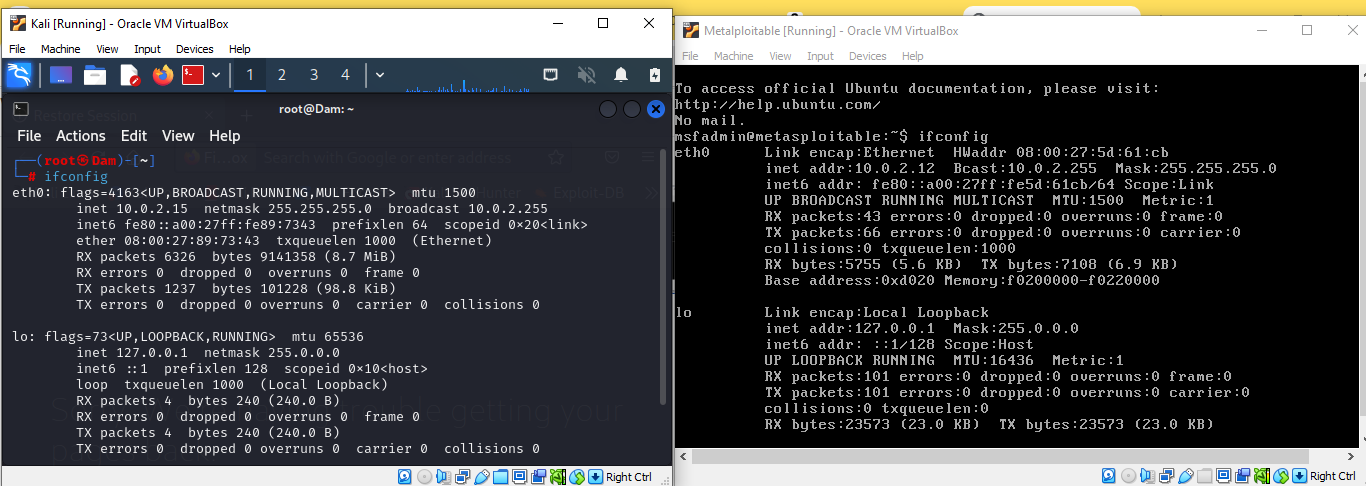 Kali [Running] - Oracle VM VirtualBox
File Machine View Input Devices Help
1 2 3 4
root@Dam: ~
File Actions Edit View Help
Restore Session
Search with Google or enter address
Exploit-DB
(root㉿Dam)-[~]
# ifconfig
eth0: flags=4163<UP,BROADCAST,RUNNING,MULTICAST> mtu 1500
inet 10.0.2.15 netmask 255.255.255.0 broadcast 10.0.2.255
inet6 fe80::a00:27ff:fe89:7343 prefixlen 64 scopeid 0×20<link>
ether 08:00:27:89:73:43 txqueuelen 1000 (Ethernet)
RX packets 6326 bytes 9141358 (8.7 MiB)
RX errors 0 dropped 0 overruns 0 frame 0
TX packets 1237 bytes 101228 (98.8 KiB)
TX errors 0 dropped 0 overruns 0 carrier 0 collisions 0
lo: flags=73<UP,LOOPBACK,RUNNING> mtu 65536
inet 127.0.0.1 netmask 255.0.0.0
inet6 ::1 prefixlen 128 scopeid 0×10<host>
loop txqueuelen 1000 (Local Loopback)
RX packets 4 bytes 240 (240.0 B)
RX errors 0 dropped 0 overruns 0 frame 0
TX packets 4 bytes 240 (240.0 B)
TX errors 0 dropped 0 overruns 0 carrier 0 collisions 0
getting your
Right Ctrl
Metalploitable [Running] - Oracle VM VirtualBox
File Machine View Input Devices Help
To access official Ubuntu documentation, please visit:
http://help.ubuntu.com/
No mail.
msfadmin@metasploitable:~$ ifconfig
eth0 Link encap:Ethernet HWaddr 08:00:27:5d:61:cb
inet addr:10.0.2.12 Bcast:10.0.2.255 Mask:255.255.255.0
inet6 addr: fe80::a00:27ff:fe5d:61cb/64 Scope:Link
UP BROADCAST RUNNING MULTICAST MTU:1500 Metric:1
RX packets:43 errors:0 dropped:0 overruns:0 frame:0
TX packets:66 errors:0 dropped:0 overruns:0 carrier:0
collisions:0 txqueuelen:1000
RX bytes:5755 (5.6 KB) TX bytes:7108 (6.9 KB)
Base address:0xd020 Memory:f0200000-f0220000
lo Link encap:Local Loopback
inet addr:127.0.0.1 Mask:255.0.0.0
inet6 addr: ::1/128 Scope:Host
UP LOOPBACK RUNNING MTU:16436 Metric:1
RX packets:101 errors:0 dropped:0 overruns:0 frame:0
TX packets:101 errors:0 dropped:0 overruns:0 carrier:0
collisions:0 txqueuelen:0
RX bytes:23573 (23.0 KB) TX bytes:23573 (23.0 KB)
Right Ctrl